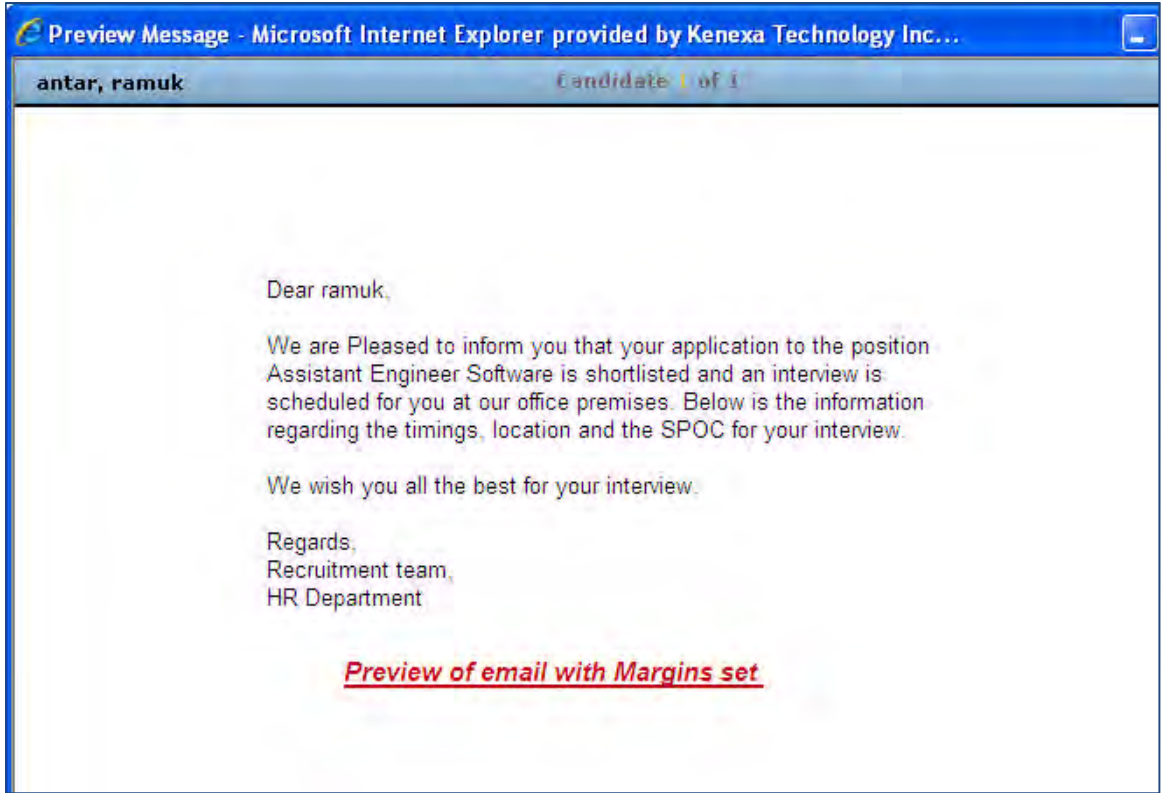 Preview Message - Microsoft Internet Explorer provided by Kenexa Technology Inc...
antar, ramuk
Candidate 1 of 1
Dear ramuk,
We are Pleased to inform you that your application to the position
Assistant Engineer Software is shortlisted and an interview is
scheduled for you at our office premises. Below is the information
regarding the timings, location and the SPOC for your interview.
We wish you all the best for your interview.
Regards,
Recruitment team,
HR Department
Preview of email with Margins set